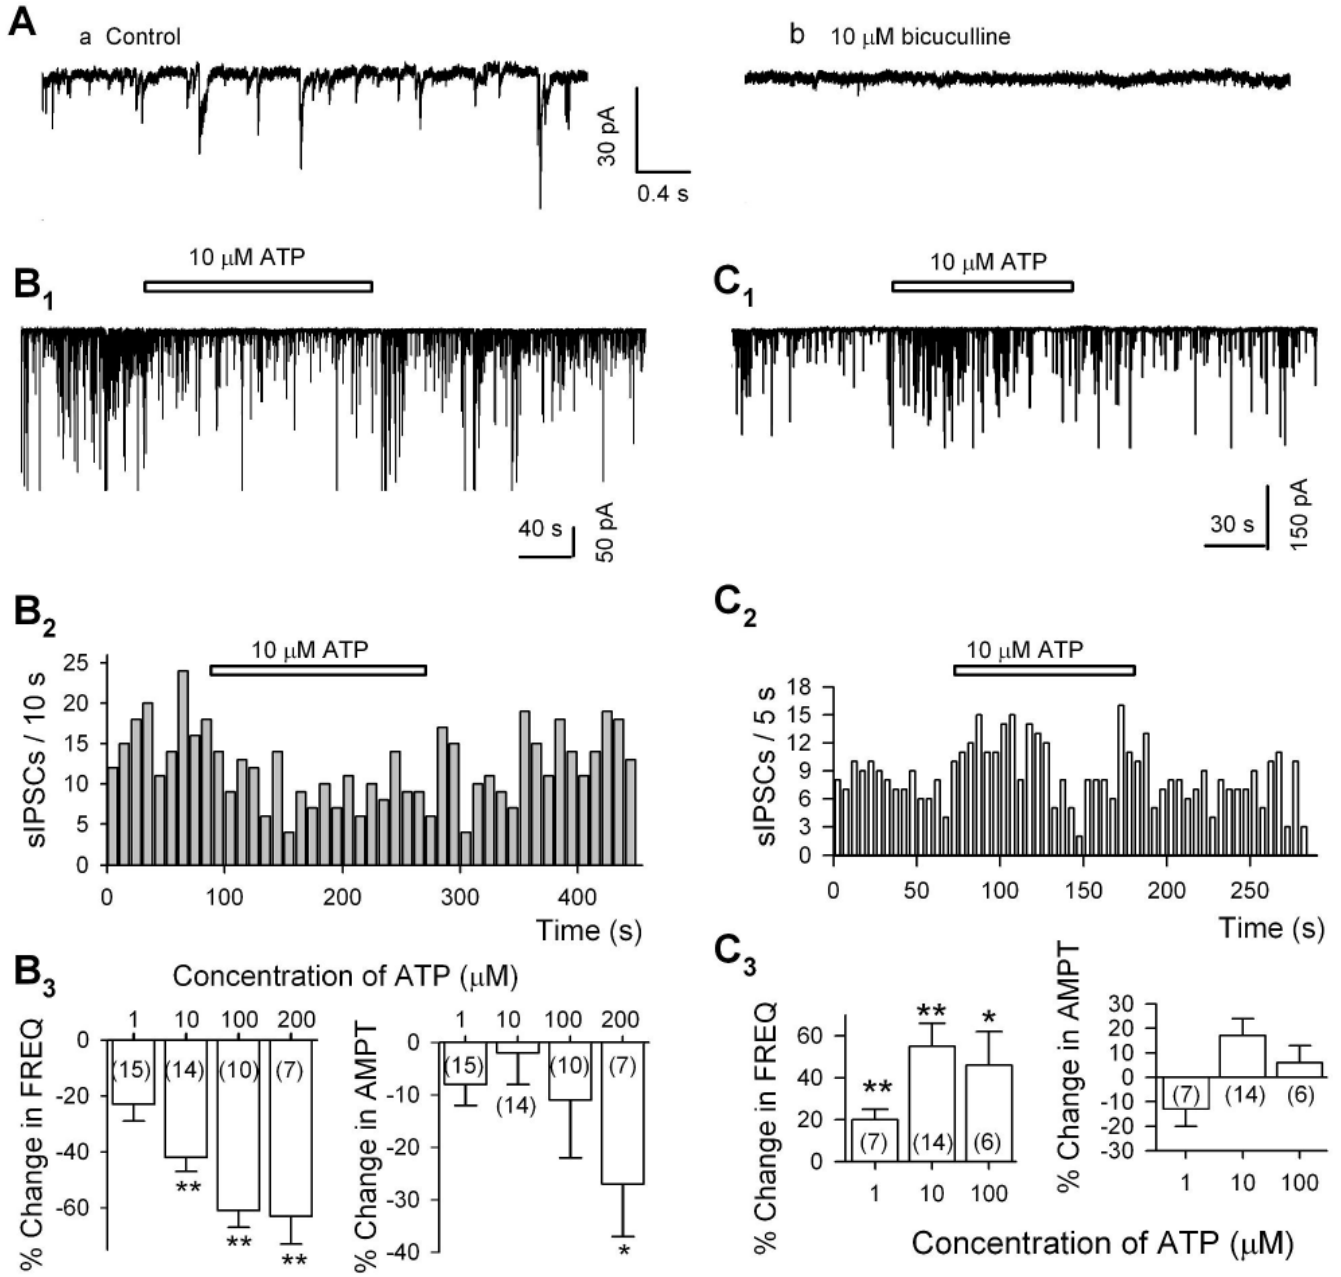 A
a Control
b 10 μM bicuculline
30 pA
0.4 s
B1
10 μM ATP
40 s
50 pA
C1
10 μM ATP
30 s
150 pA
B2
10 μM ATP
sIPSCs / 10 s
25
20
15
10
5
0
0 100 200 300 400
Time (s)
C2
10 μM ATP
sIPSCs / 5 s
18
15
12
9
6
3
0
0 50 100 150 200 250
Time (s)
B3
Concentration of ATP (μM)
% Change in FREQ
1 10 100 200
0
-20
-40
-60
(15) (14) (10) (7)
** ** **
% Change in AMPT
1 10 100 200
0
-10
-20
-30
-40
(15) (14) (10) (7)
*
C3
% Change in FREQ
60
40
20
0
** ** *
(7) (14) (6)
1 10 100
% Change in AMPT
30
20
10
0
-10
-20
-30
(7) (14) (6)
1 10 100
Concentration of ATP (μM)